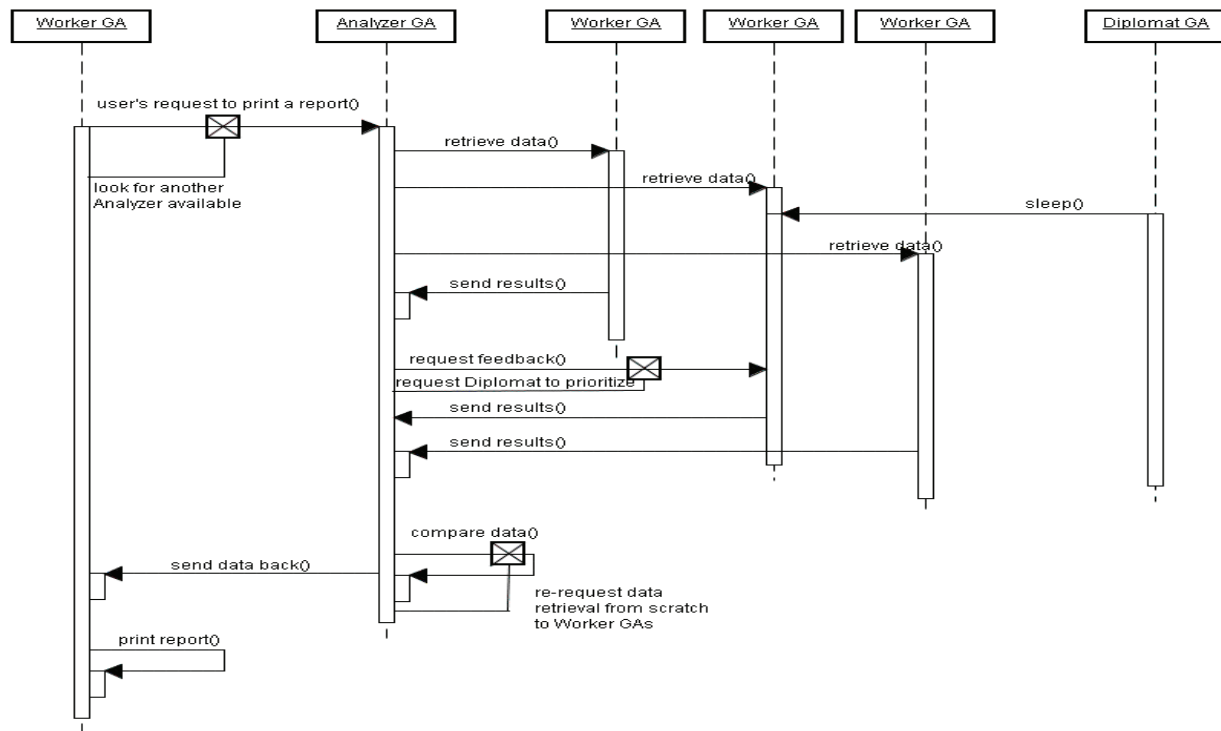 Worker GA
Analyzer GA
Worker GA
Worker GA
Worker GA
Diplomat GA
user's request to print a report()
retrieve data()
retrieve data()
look for another
Analyzer available
sleep()
retrieve data()
send results()
request feedback()
request Diplomat to prioritize
send results()
send results()
compare data()
send data back()
re-request data
retrieval from scratch
to Worker GAs
print report()